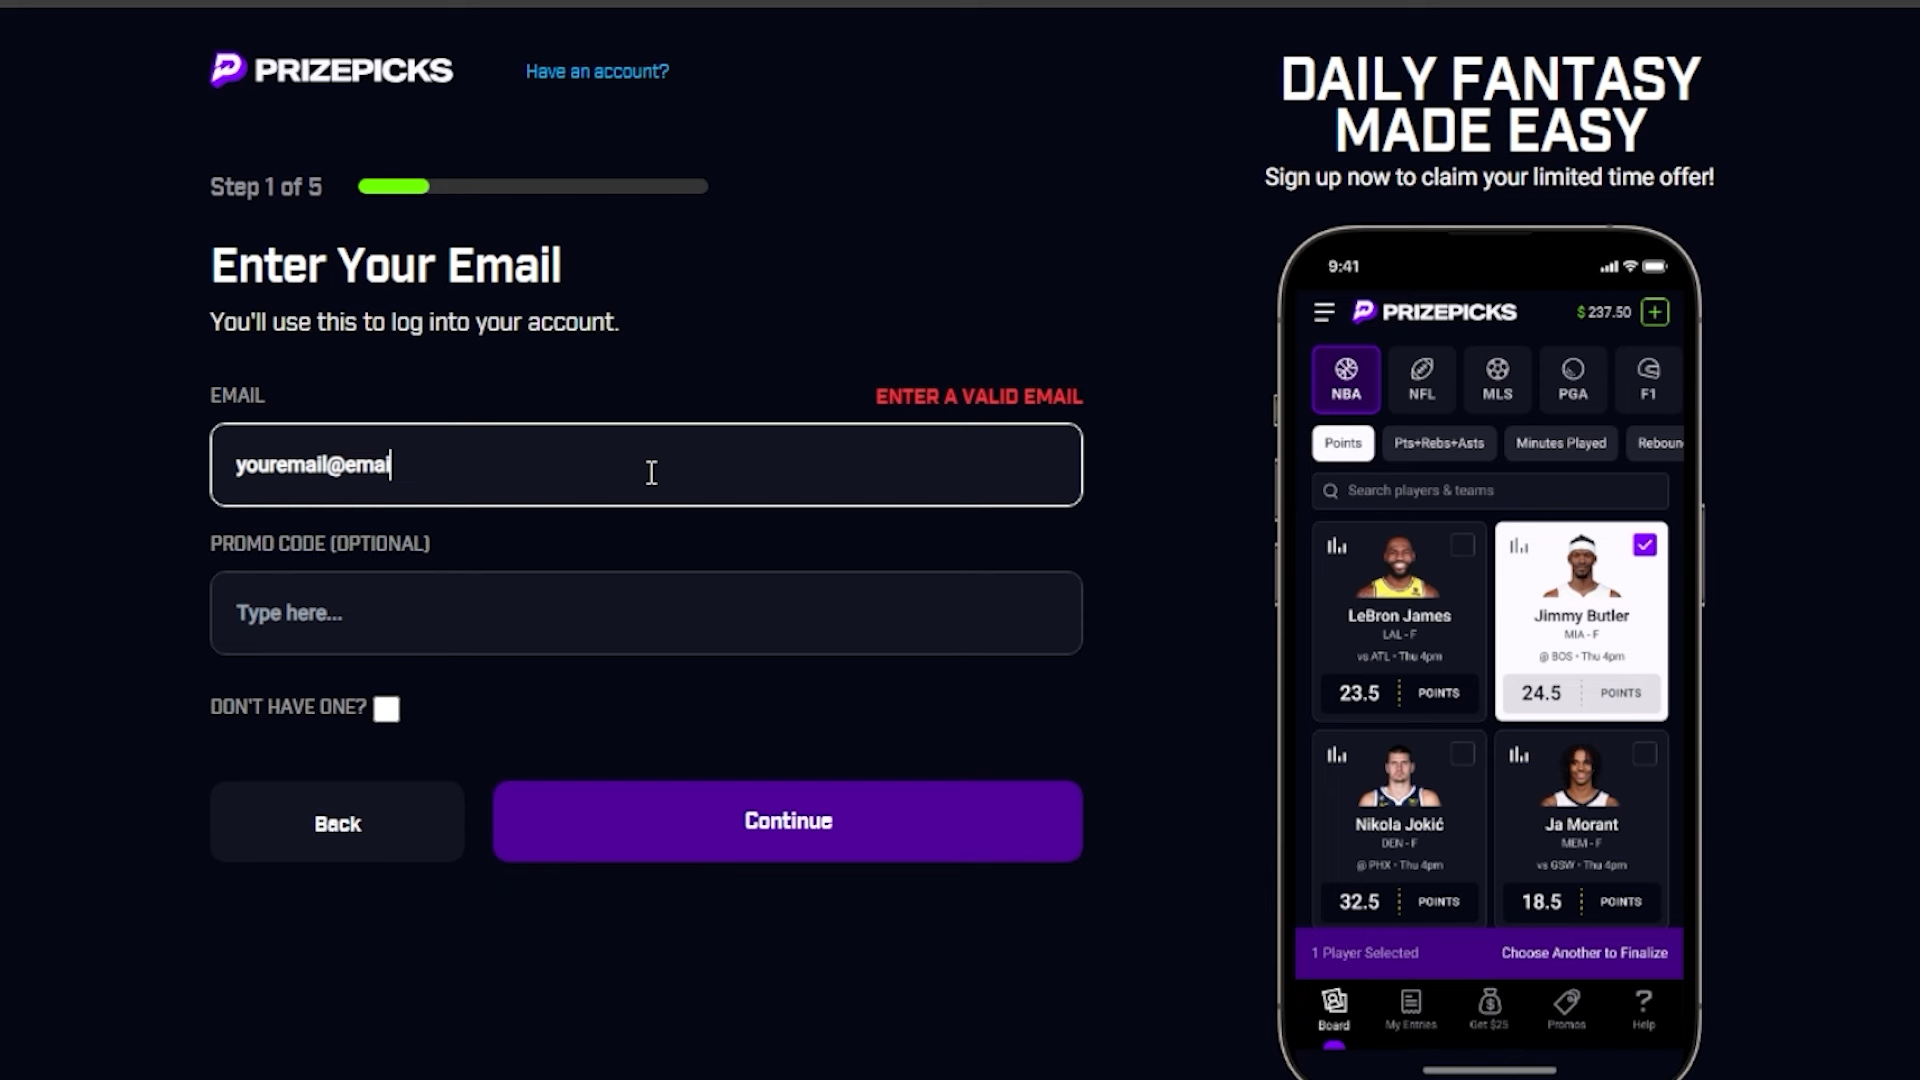 PRIZEPICKS
Have an account?
Step 1 of 5
Enter Your Email
You'll use this to log into your account.
EMAIL
ENTER A VALID EMAIL
youremail@emai
PROMO CODE (OPTIONAL)
Type here...
DON'T HAVE ONE?
Back
Continue
DAILY FANTASY
MADE EASY
Sign up now to claim your limited time offer!
9:41
PRIZEPICKS
$ 237.50
NBA
NFL
MLS
PGA
F1
Points
Pts+Rebs+Asts
Minutes Played
Reboun
Search players & teams
LeBron James
LAL - F
vs ATL • Thu 4pm
23.5
POINTS
Jimmy Butler
MIA - F
@ BOS • Thu 4pm
24.5
POINTS
Nikola Jokić
DEN - F
@ PHX • Thu 4pm
32.5
POINTS
Ja Morant
MEM - F
vs GSW • Thu 4pm
18.5
POINTS
1 Player Selected
Choose Another to Finalize
Board
My Entries
Get $25
Promos
Help